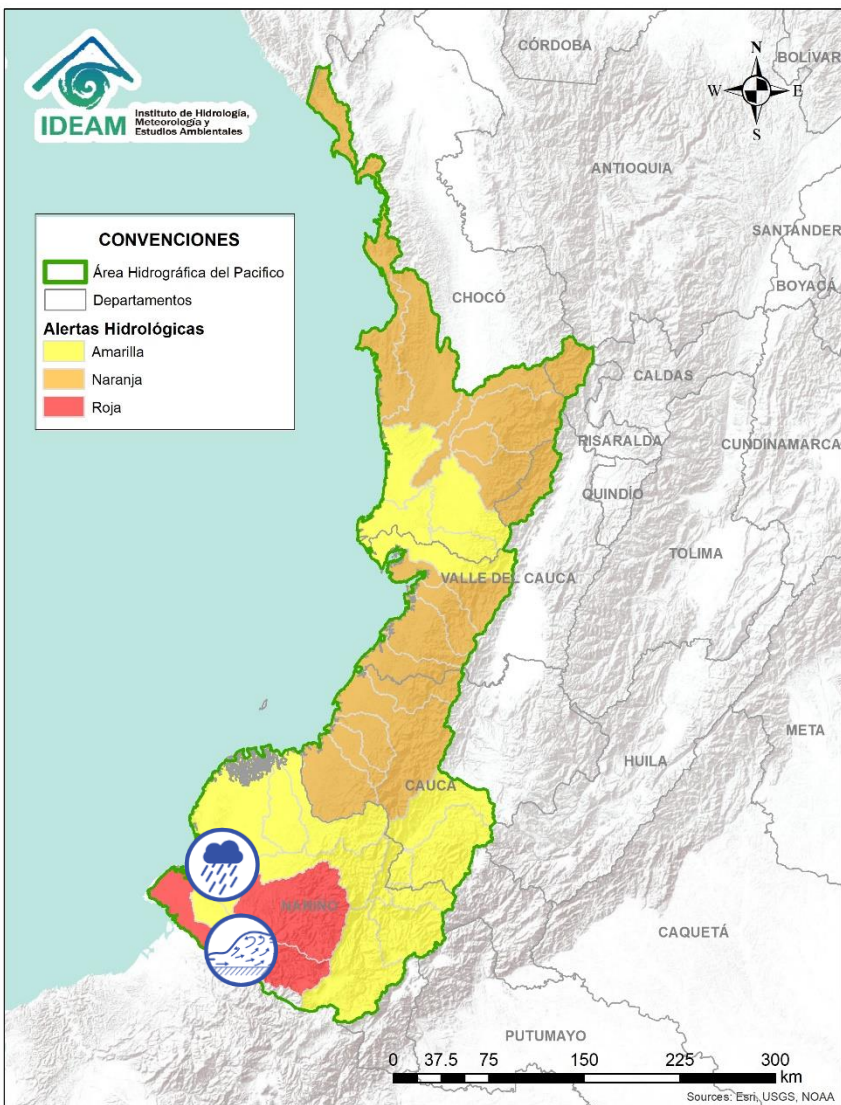 IDEAM
Instituto de Hidrología,
Meteorología y
Estudios Ambientales
N
W
E
S
CONVENCIONES
Área Hidrográfica del Pacifico
Departamentos
Alertas Hidrológicas
Amarilla
Naranja
Roja
CÓRDOBA
BOLÍVAR
ANTIOQUIA
SANTANDER
BOYACÁ
CHOCÓ
CALDAS
RISARALDA
CUNDINAMARCA
QUINDÍO
TOLIMA
VALLE DEL CAUCA
META
HUILA
CAUCA
NARIÑO
CAQUETÁ
PUTUMAYO
0 37.5 75 150 225 300
km
Sources: Esri, USGS, NOAA